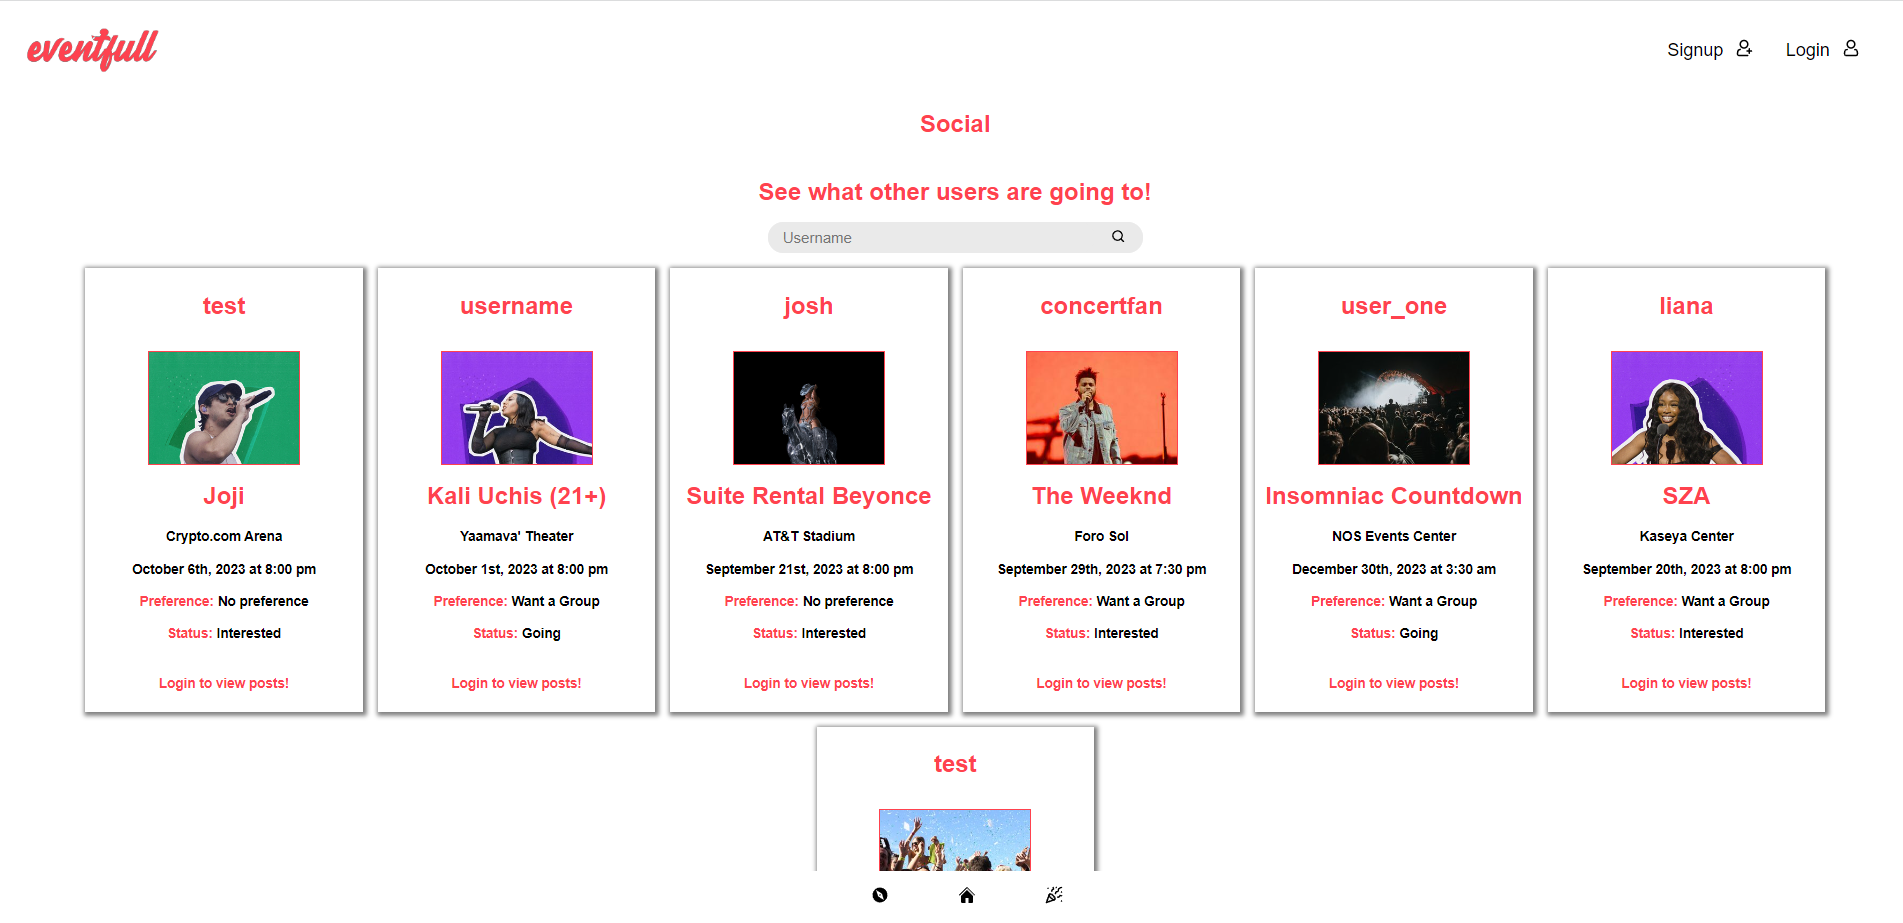 eventfull
Signup
Login
Social
See what other users are going to!
Username
test
Joji
Crypto.com Arena
October 6th, 2023 at 8:00 pm
Preference: No preference
Status: Interested
Login to view posts!
username
Kali Uchis (21+)
Yaamava' Theater
October 1st, 2023 at 8:00 pm
Preference: Want a Group
Status: Going
Login to view posts!
josh
Suite Rental Beyonce
AT&T Stadium
September 21st, 2023 at 8:00 pm
Preference: No preference
Status: Interested
Login to view posts!
concertfan
The Weeknd
Foro Sol
September 29th, 2023 at 7:30 pm
Preference: Want a Group
Status: Interested
Login to view posts!
user_one
Insomniac Countdown
NOS Events Center
December 30th, 2023 at 3:30 am
Preference: Want a Group
Status: Going
Login to view posts!
liana
SZA
Kaseya Center
September 20th, 2023 at 8:00 pm
Preference: Want a Group
Status: Interested
Login to view posts!
test